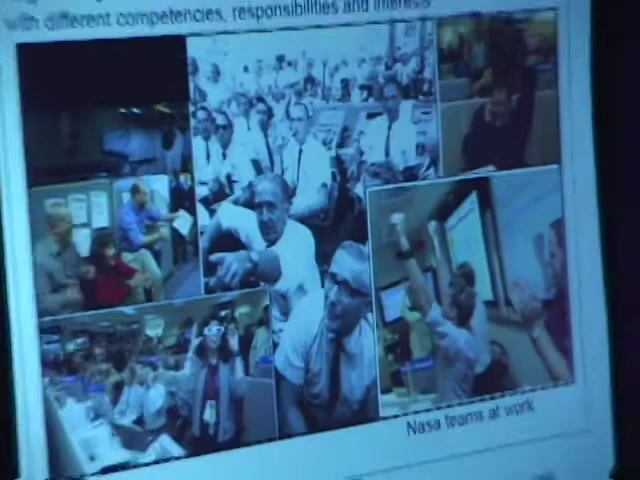 with different competencies, responsibilities and interests
Nasa teams at work